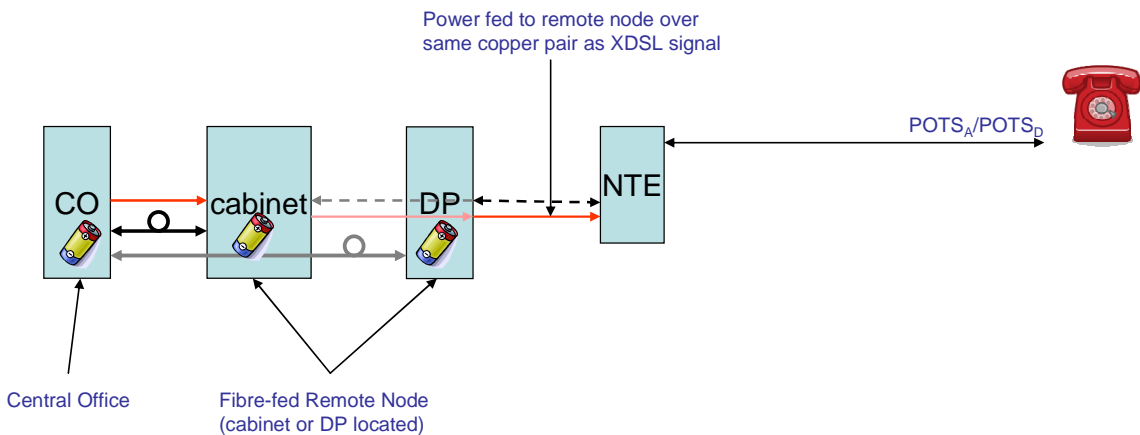 Power fed to remote node over
same copper pair as XDSL signal
POTSA/POTSD
CO
cabinet
DP
NTE
Central Office
Fibre-fed Remote Node
(cabinet or DP located)